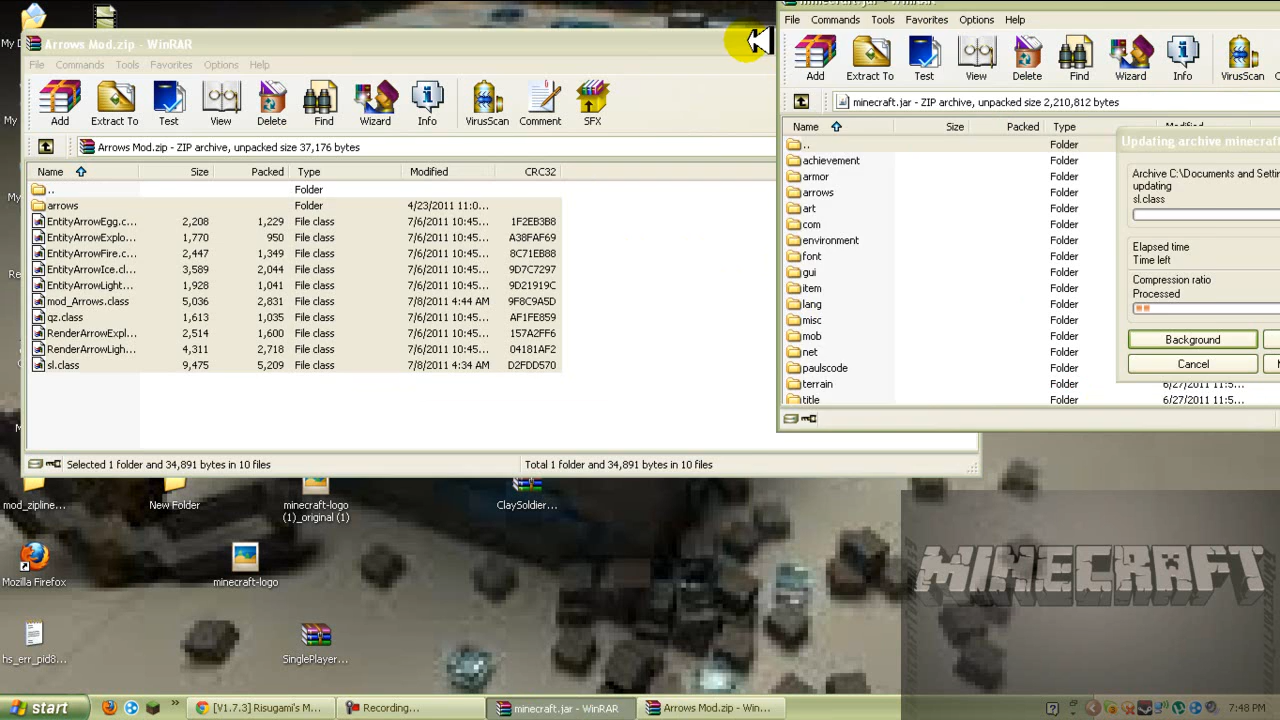 Arrows Mod.zip - WinRAR
File Commands Tools Favorites Options Help
Add Extract To Test View Delete Find Wizard Info VirusScan Comment SFX
Arrows Mod.zip - ZIP archive, unpacked size 37,176 bytes
Name Size Packed Type Modified CRC32
.. Folder
arrows Folder 4/23/2011 11:0...
EntityArrowEgg.c... 2,208 1,229 File class 7/6/2011 10:45... 1F2EB3B8
EntityArrowExplo... 1,770 950 File class 7/6/2011 10:45... A38FAF69
EntityArrowFire.c... 2,447 1,349 File class 7/6/2011 10:45... 8C71EB88
EntityArrowIce.cl... 3,589 2,044 File class 7/6/2011 10:45... 9D7C7297
EntityArrowLight... 1,928 1,041 File class 7/6/2011 10:45... 9D21919C
mod_Arrows.class 5,036 2,831 File class 7/8/2011 4:44 AM 9F8C9A5D
qz.class 1,613 1,035 File class 7/6/2011 10:45... AF1FE859
RenderArrowExpl... 2,514 1,600 File class 7/6/2011 10:45... 157A2FF6
RenderArrowLigh... 4,311 2,718 File class 7/6/2011 10:45... 04181AF2
sl.class 9,475 5,209 File class 7/8/2011 4:34 AM D2FDD570
Selected 1 folder and 34,891 bytes in 10 files Total 1 folder and 34,891 bytes in 10 files
minecraft.jar - WinRAR
File Commands Tools Favorites Options Help
Add Extract To Test View Delete Find Wizard Info VirusScan
minecraft.jar - ZIP archive, unpacked size 2,210,812 bytes
Name Size Packed Type Modified
.. Folder
achievement Folder
armor Folder
arrows Folder
art Folder
com Folder
environment Folder
font Folder
gui Folder
item Folder
lang Folder
misc Folder
mob Folder
net Folder
paulscode Folder
terrain Folder 6/27/2011 11:5...
title Folder 6/27/2011 11:5...
Updating archive minecraft
Archive C:\Documents and Setti
updating
sl.class
Elapsed time
Time left
Compression ratio
Processed
Background
Cancel
mod_zipline... New Folder minecraft-logo (1)_original (1) ClaySoldier...
Mozilla Firefox minecraft-logo
hs_err_pid8... SinglePlayer...
MINECRAFT
start [V1.7.3] Risugami's M... Recording... minecraft.jar - WinRAR Arrows Mod.zip - Win... 7:48 PM